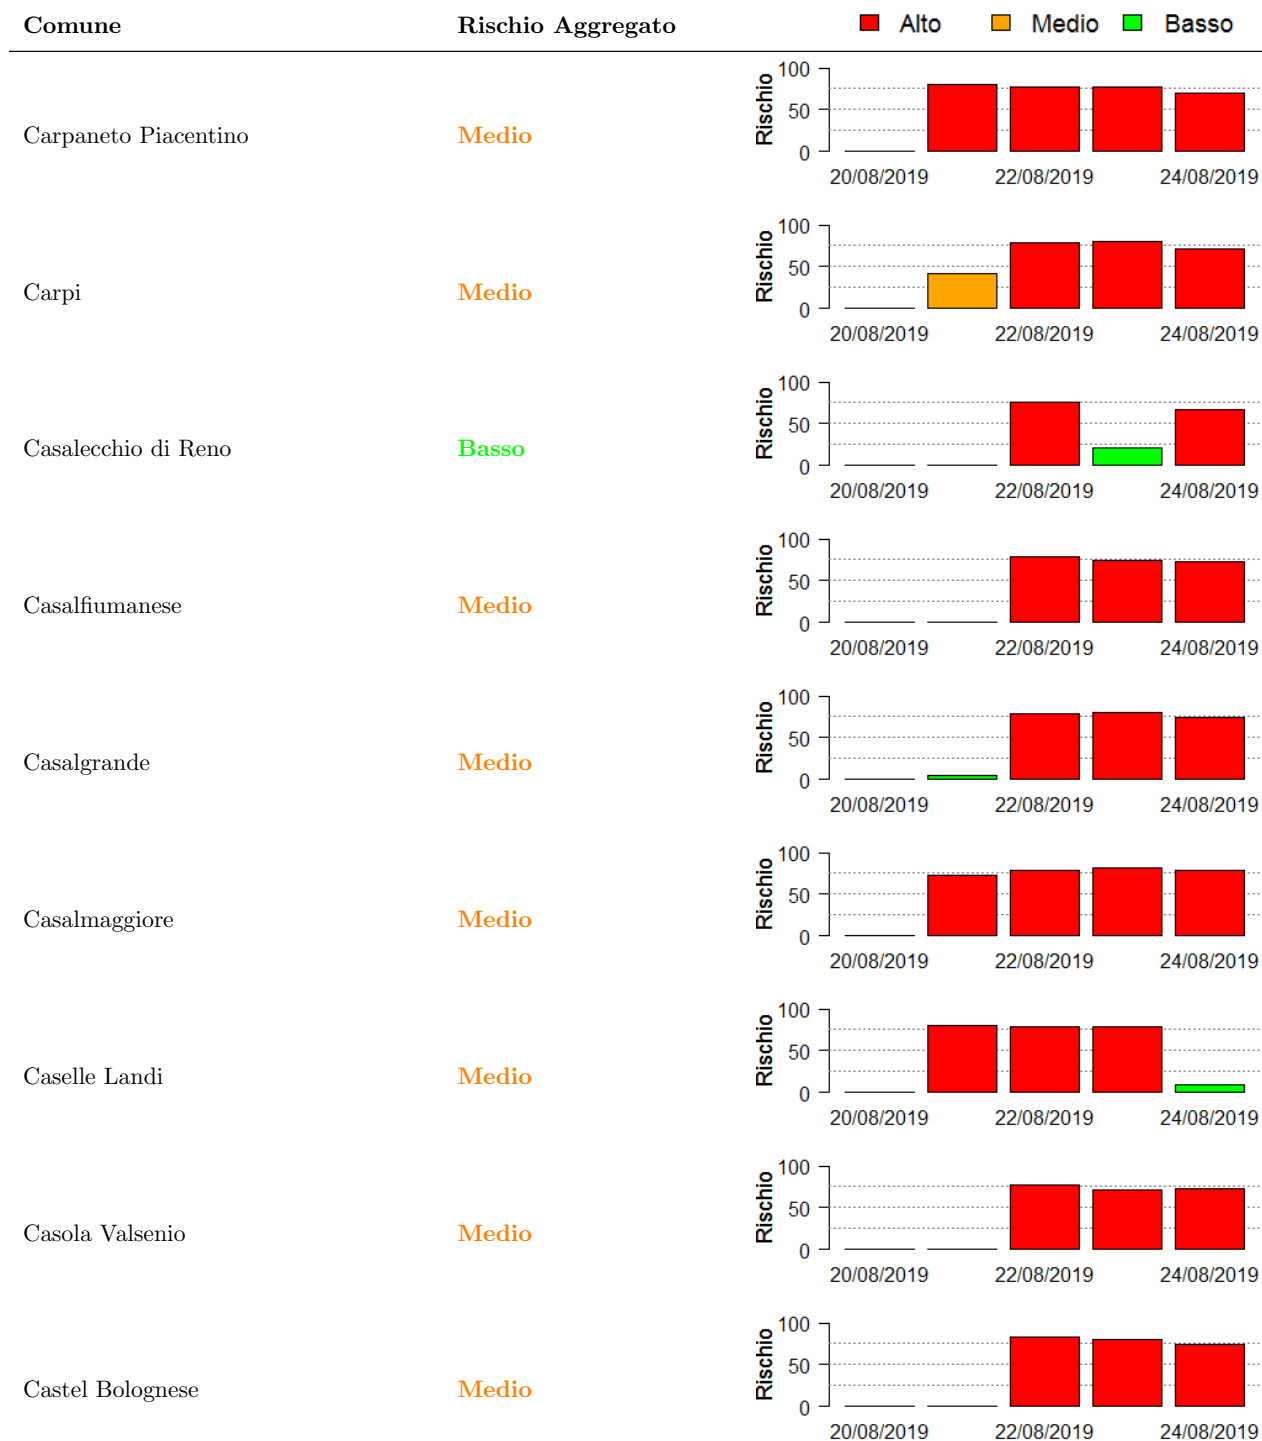 Comune Rischio Aggregato Alto Medio Basso
100
50
0
Rischio
Carpaneto Piacentino Medio
20/08/2019 22/08/2019 24/08/2019
100
50
0
Rischio
Carpi Medio
20/08/2019 22/08/2019 24/08/2019
100
50
0
Rischio
Casalecchio di Reno Basso
20/08/2019 22/08/2019 24/08/2019
100
50
0
Rischio
Casalfiumanese Medio
20/08/2019 22/08/2019 24/08/2019
100
50
0
Rischio
Casalgrande Medio
20/08/2019 22/08/2019 24/08/2019
100
50
0
Rischio
Casalmaggiore Medio
20/08/2019 22/08/2019 24/08/2019
100
50
0
Rischio
Caselle Landi Medio
20/08/2019 22/08/2019 24/08/2019
100
50
0
Rischio
Casola Valsenio Medio
20/08/2019 22/08/2019 24/08/2019
100
50
0
Rischio
Castel Bolognese Medio
20/08/2019 22/08/2019 24/08/2019